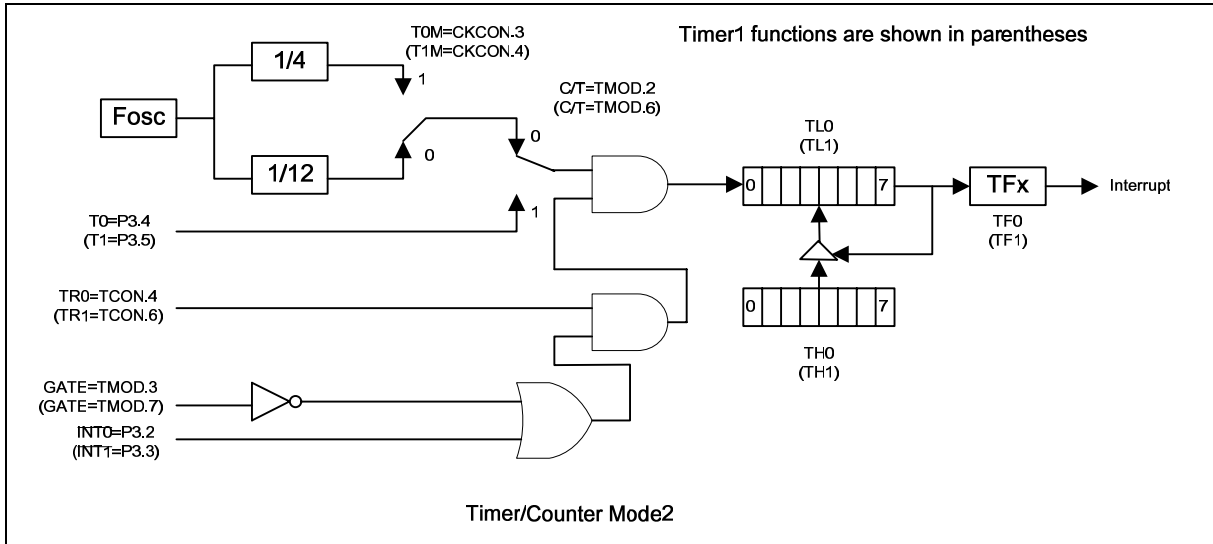 T0M=CKCON.3
(T1M=CKCON.4)
Timer1 functions are shown in parentheses
1/4
1
C/T=TMOD.2
(C/T=TMOD.6)
Fosc
0
0
1/12
TL0
(TL1)
0
7
TFx
Interrupt
TF0
(TF1)
T0=P3.4
(T1=P3.5)
1
TR0=TCON.4
(TR1=TCON.6)
0
7
TH0
(TH1)
GATE=TMOD.3
(GATE=TMOD.7)
INT0=P3.2
(INT1=P3.3)
Timer/Counter Mode2